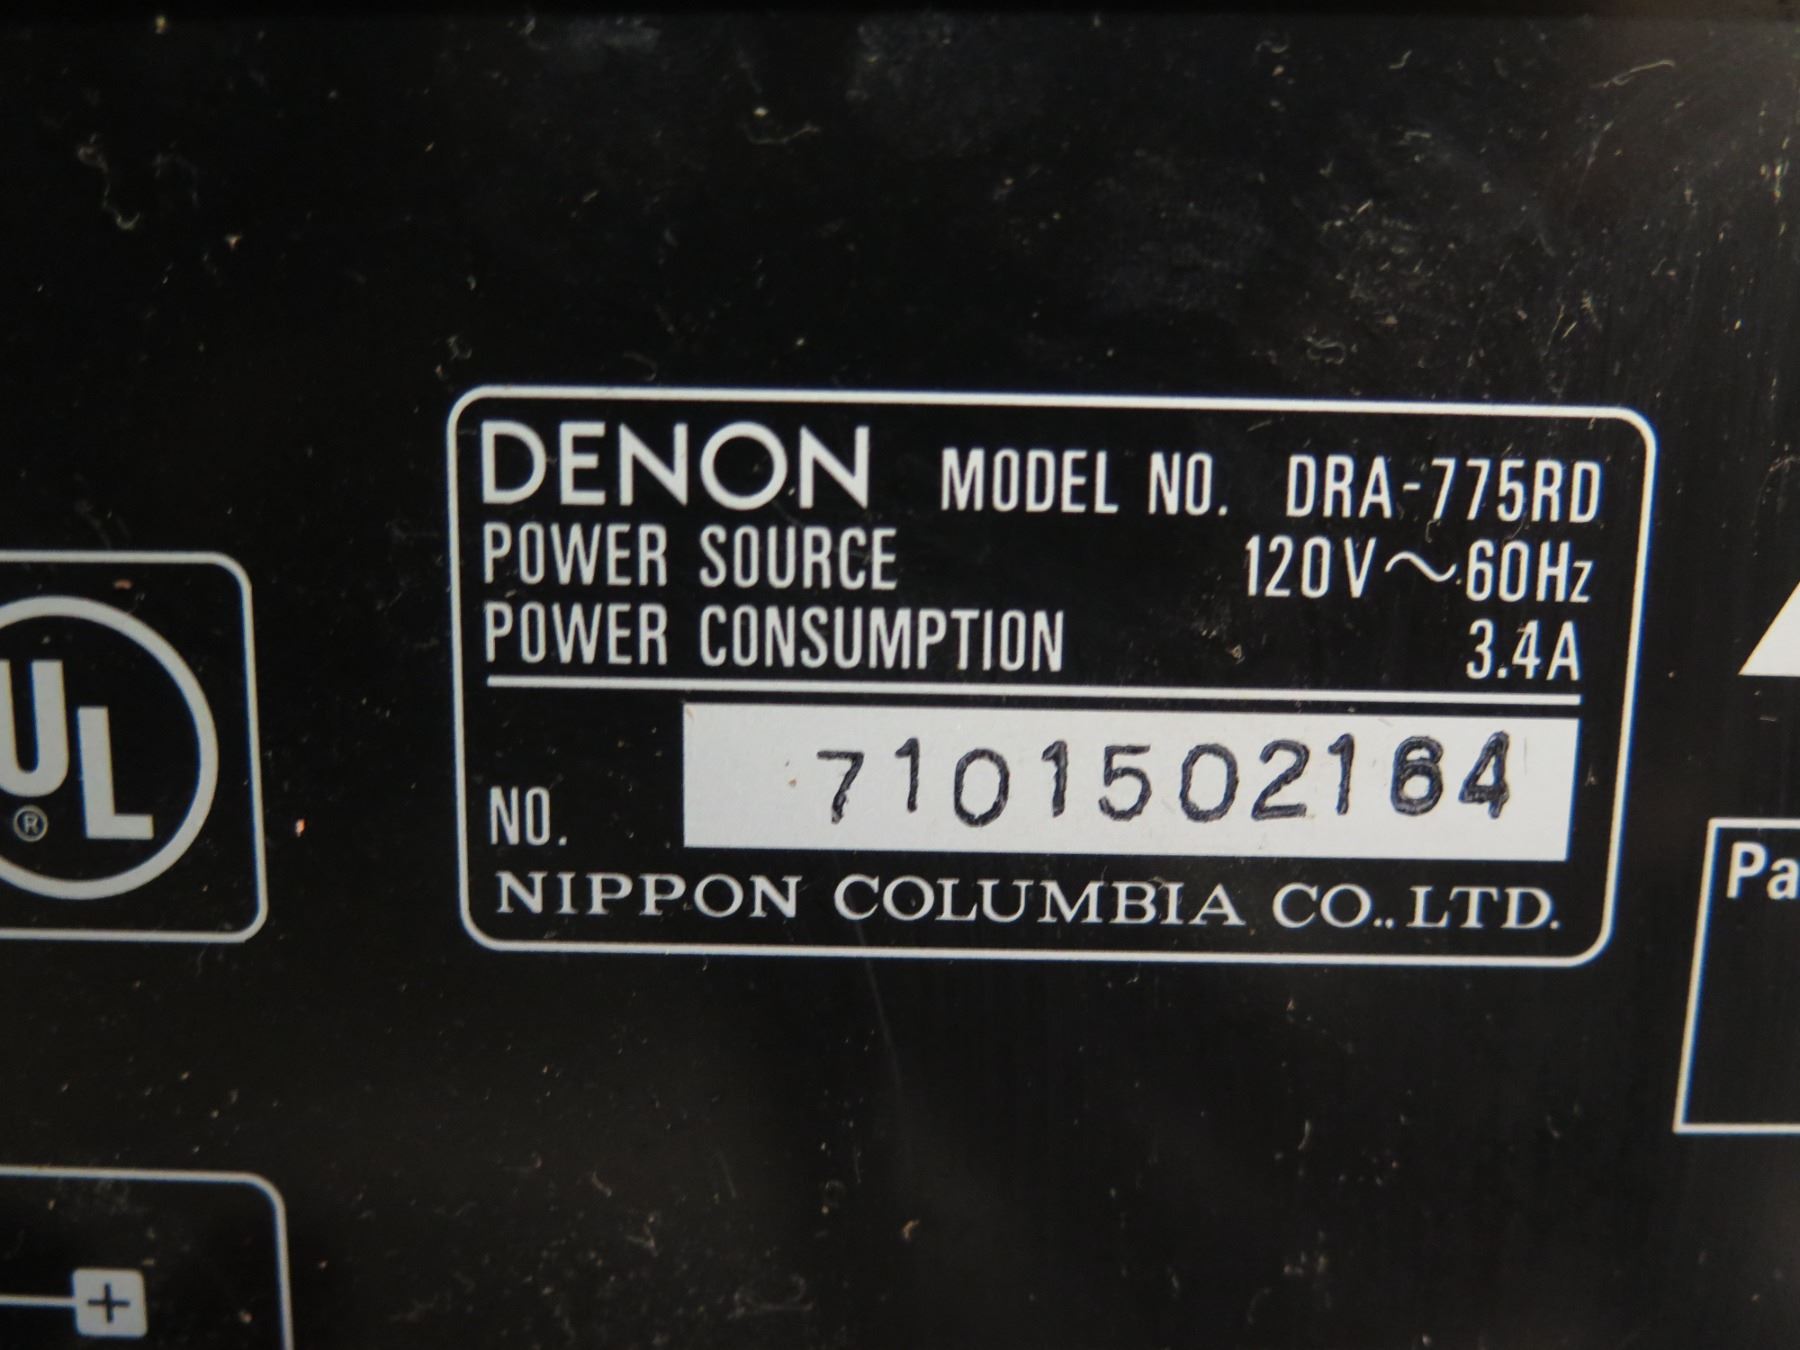 DENON MODEL NO. DRA-775RD
POWER SOURCE 120V~60Hz
POWER CONSUMPTION 3.4A
NO. 7101502164
NIPPON COLUMBIA CO., LTD.
UL
®
Pa
+